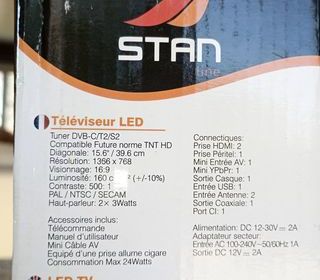 STAN
line
Téléviseur LED
Tuner DVB-C/T2/S2
Compatible Future norme TNT HD
Diagonale: 15.6" / 39.6 cm
Résolution: 1366 x 768
Visionnage: 16:9
Luminosité: 160 cd/m² (+/-10%)
Contraste: 500:1
PAL / NTSC / SECAM
Haut-parleur: 2× 3Watts
Accessoires inclus:
Télécommande
Manuel d'utilisateur
Mini Câble AV
Equipé d'une prise allume cigare
Consommation Max 24Watts
Connectiques:
Prise HDMI: 2
Prise Péritel: 1
Mini Entrée AV: 1
Mini YPbPr: 1
Sortie Casque: 1
Entrée USB: 1
Entrée Antenne: 2
Sortie Coaxiale: 1
Port CI: 1
Alimentation: DC 12-30V⎓ 2A
Adaptateur secteur:
Entrée AC 100-240V~50/60Hz 1A
Sortie DC 12V⎓ 2A
LED TV